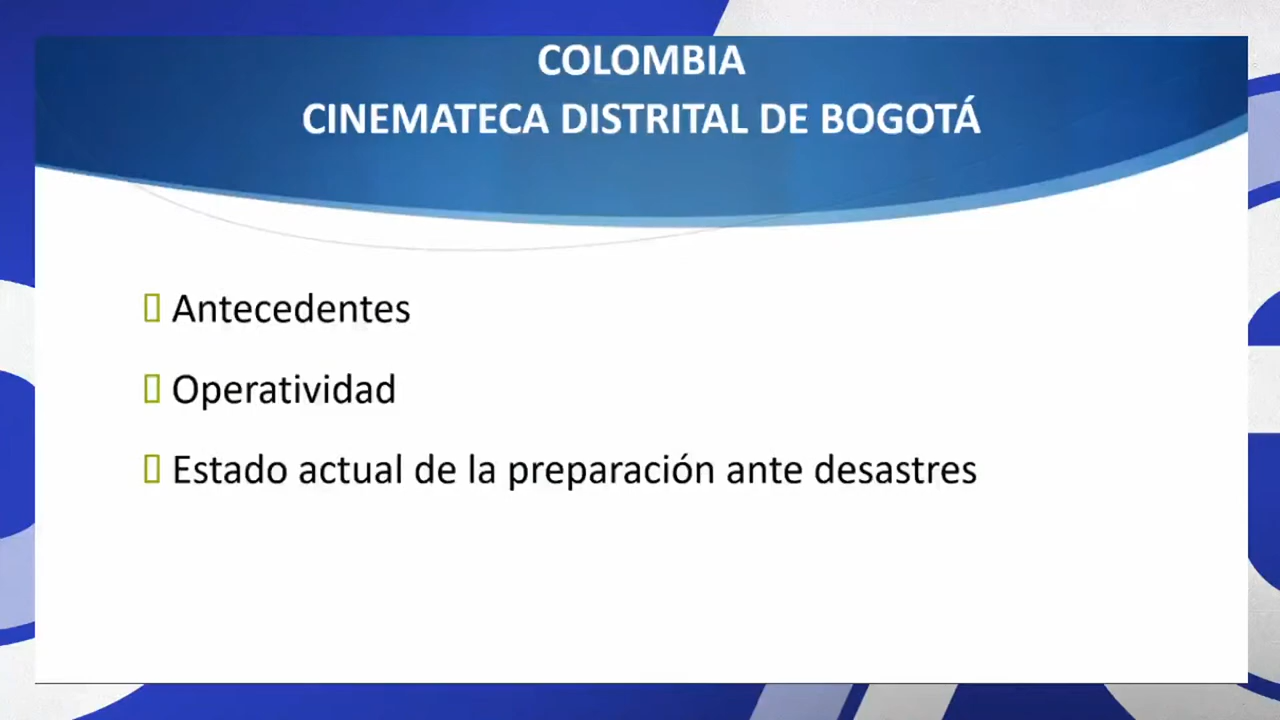 COLOMBIA
CINEMATECA DISTRITAL DE BOGOTÁ
Antecedentes
Operatividad
Estado actual de la preparación ante desastres